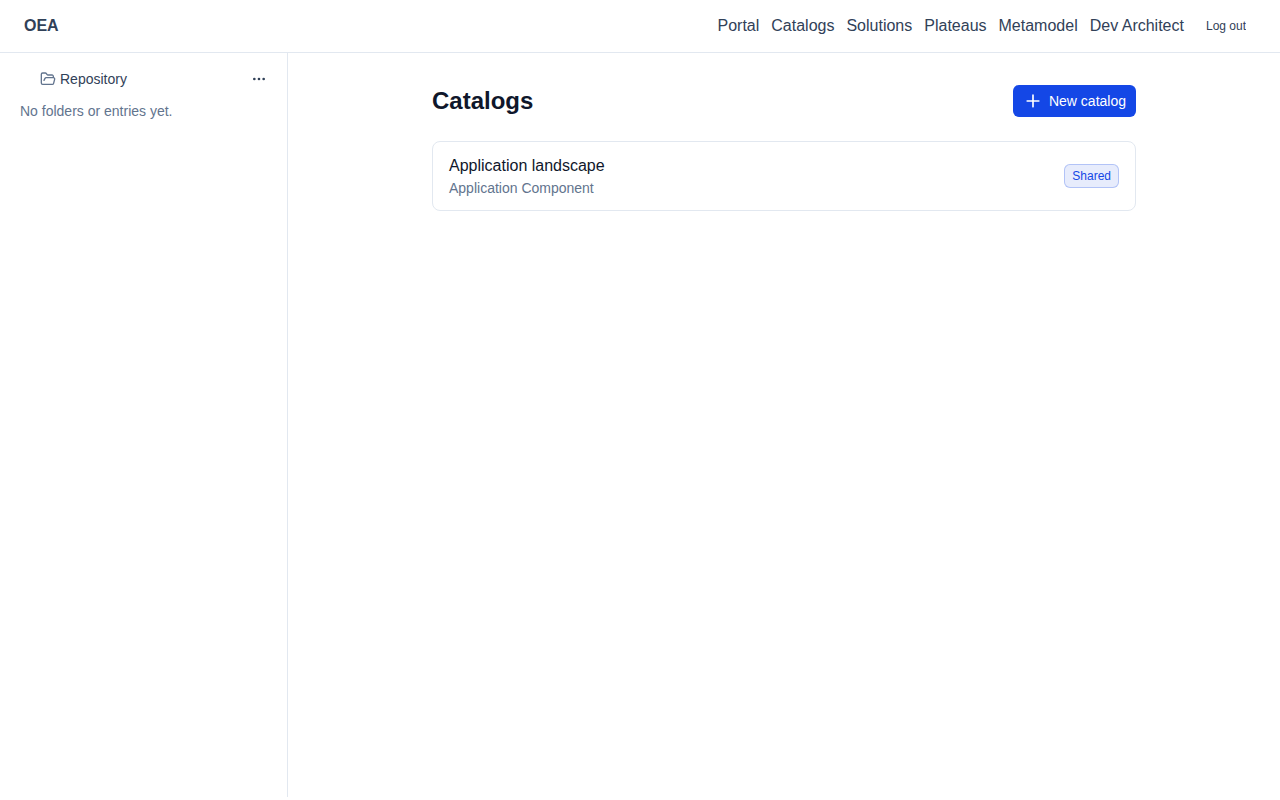 OEA
Portal Catalogs Solutions Plateaus Metamodel Dev Architect Log out
Repository
No folders or entries yet.
Catalogs
New catalog
Application landscape
Application Component
Shared